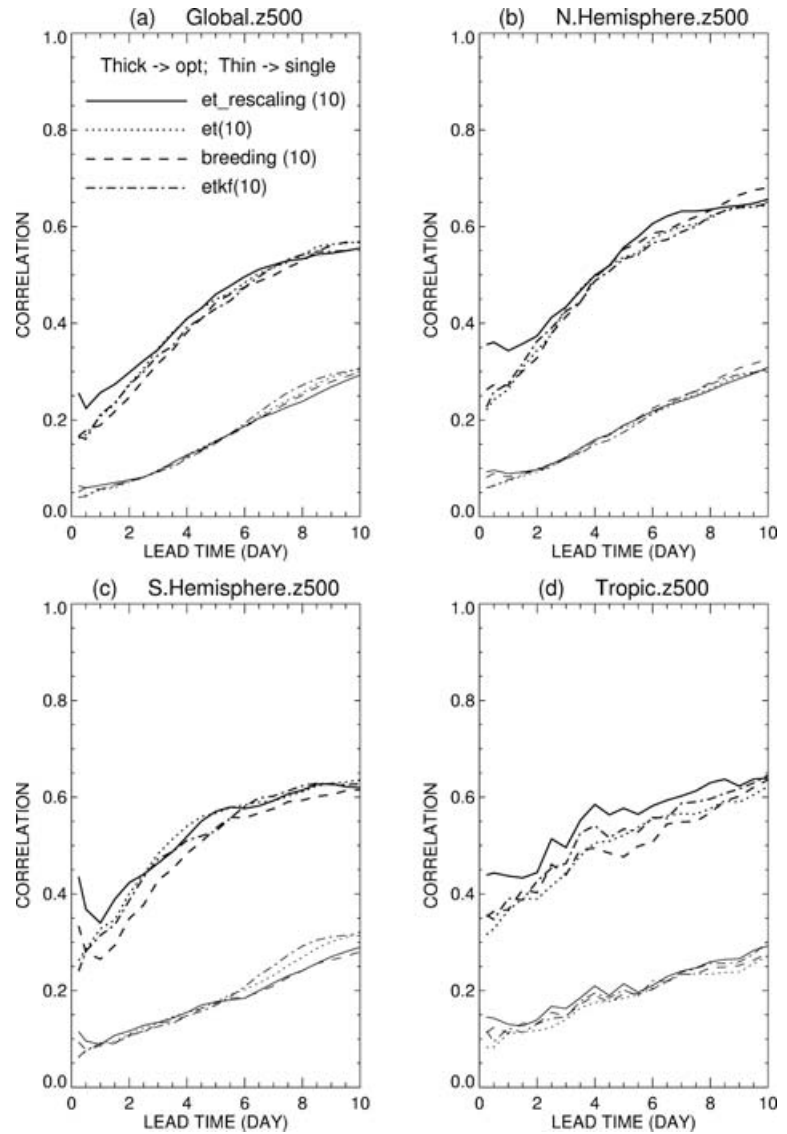 (a) Global.z500
1.0
Thick -> opt; Thin -> single
et_rescaling (10)
et(10)
breeding (10)
etkf(10)
0.8
0.6
0.4
0.2
0.0
CORRELATION
0 2 4 6 8 10
LEAD TIME (DAY)
(b) N.Hemisphere.z500
1.0
0.8
0.6
0.4
0.2
0.0
CORRELATION
0 2 4 6 8 10
LEAD TIME (DAY)
(c) S.Hemisphere.z500
1.0
0.8
0.6
0.4
0.2
0.0
CORRELATION
0 2 4 6 8 10
LEAD TIME (DAY)
(d) Tropic.z500
1.0
0.8
0.6
0.4
0.2
0.0
CORRELATION
0 2 4 6 8 10
LEAD TIME (DAY)